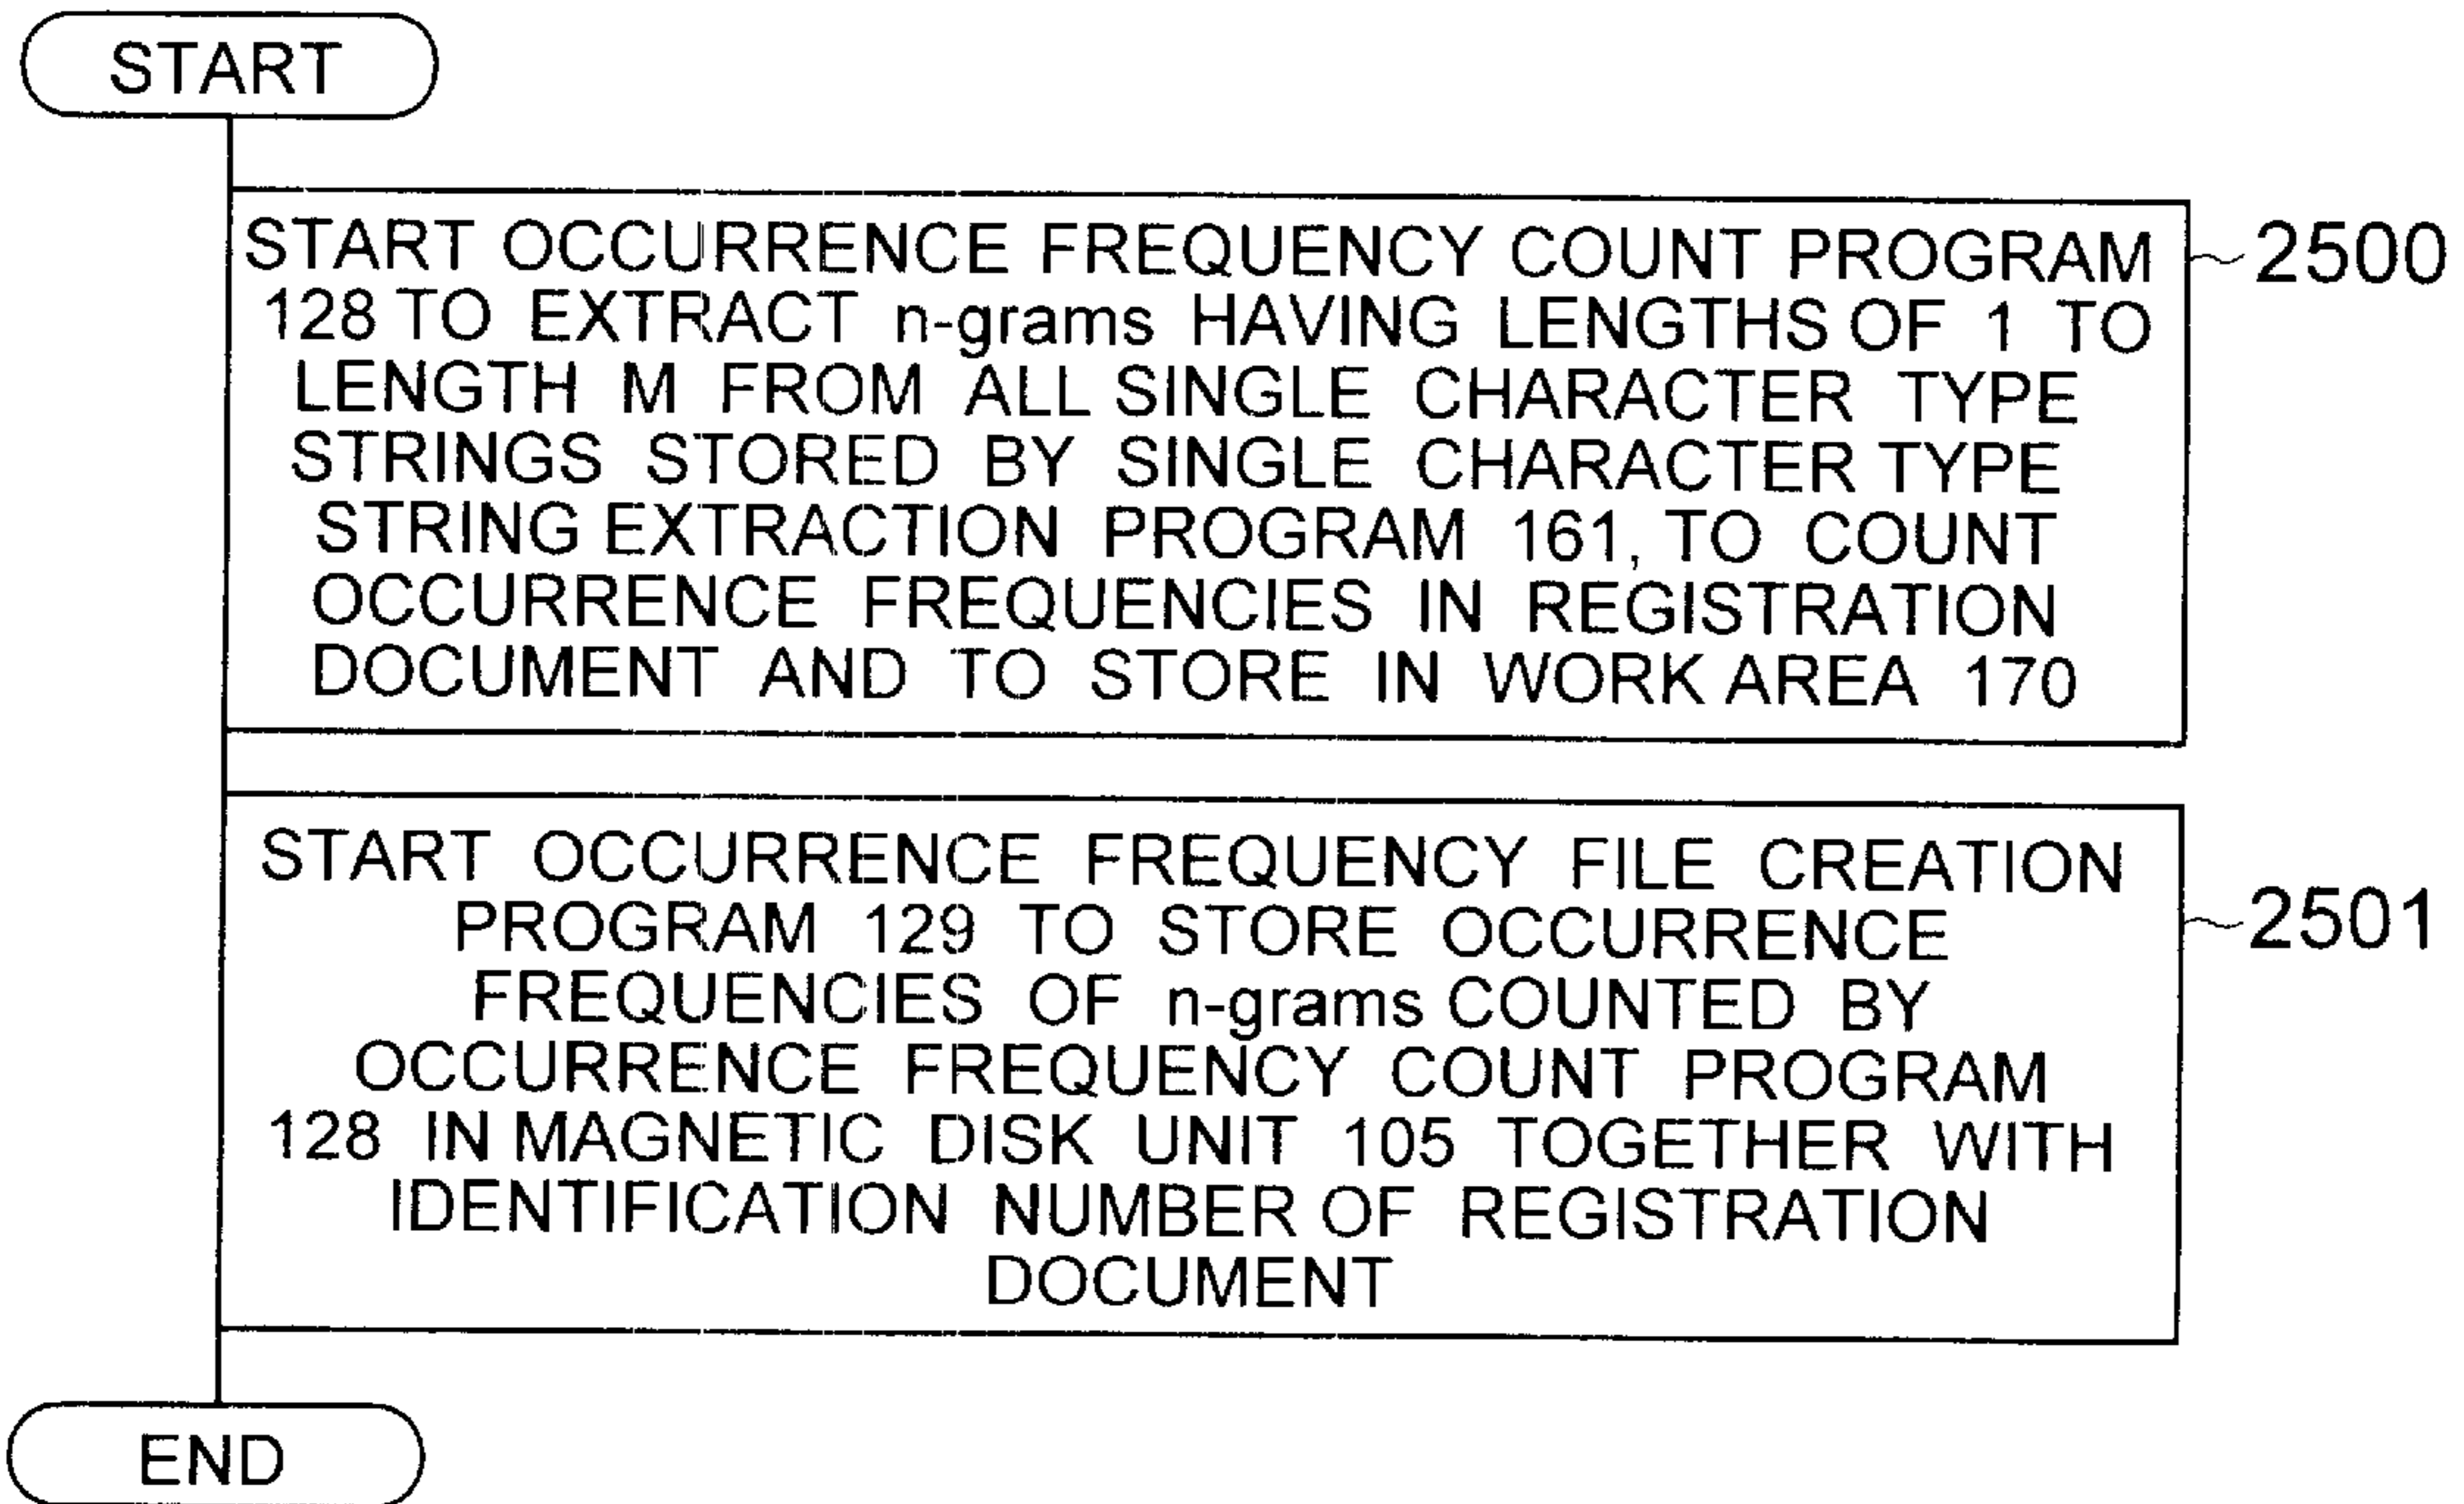 START
START OCCURRENCE FREQUENCY COUNT PROGRAM
128 TO EXTRACT n-grams HAVING LENGTHS OF 1 TO
LENGTH M FROM ALL SINGLE CHARACTER TYPE
STRINGS STORED BY SINGLE CHARACTER TYPE
STRING EXTRACTION PROGRAM 161, TO COUNT
OCCURRENCE FREQUENCIES IN REGISTRATION
DOCUMENT AND TO STORE IN WORK AREA 170
2500
START OCCURRENCE FREQUENCY FILE CREATION
PROGRAM 129 TO STORE OCCURRENCE
FREQUENCIES OF n-grams COUNTED BY
OCCURRENCE FREQUENCY COUNT PROGRAM
128 IN MAGNETIC DISK UNIT 105 TOGETHER WITH
IDENTIFICATION NUMBER OF REGISTRATION
DOCUMENT
2501
END